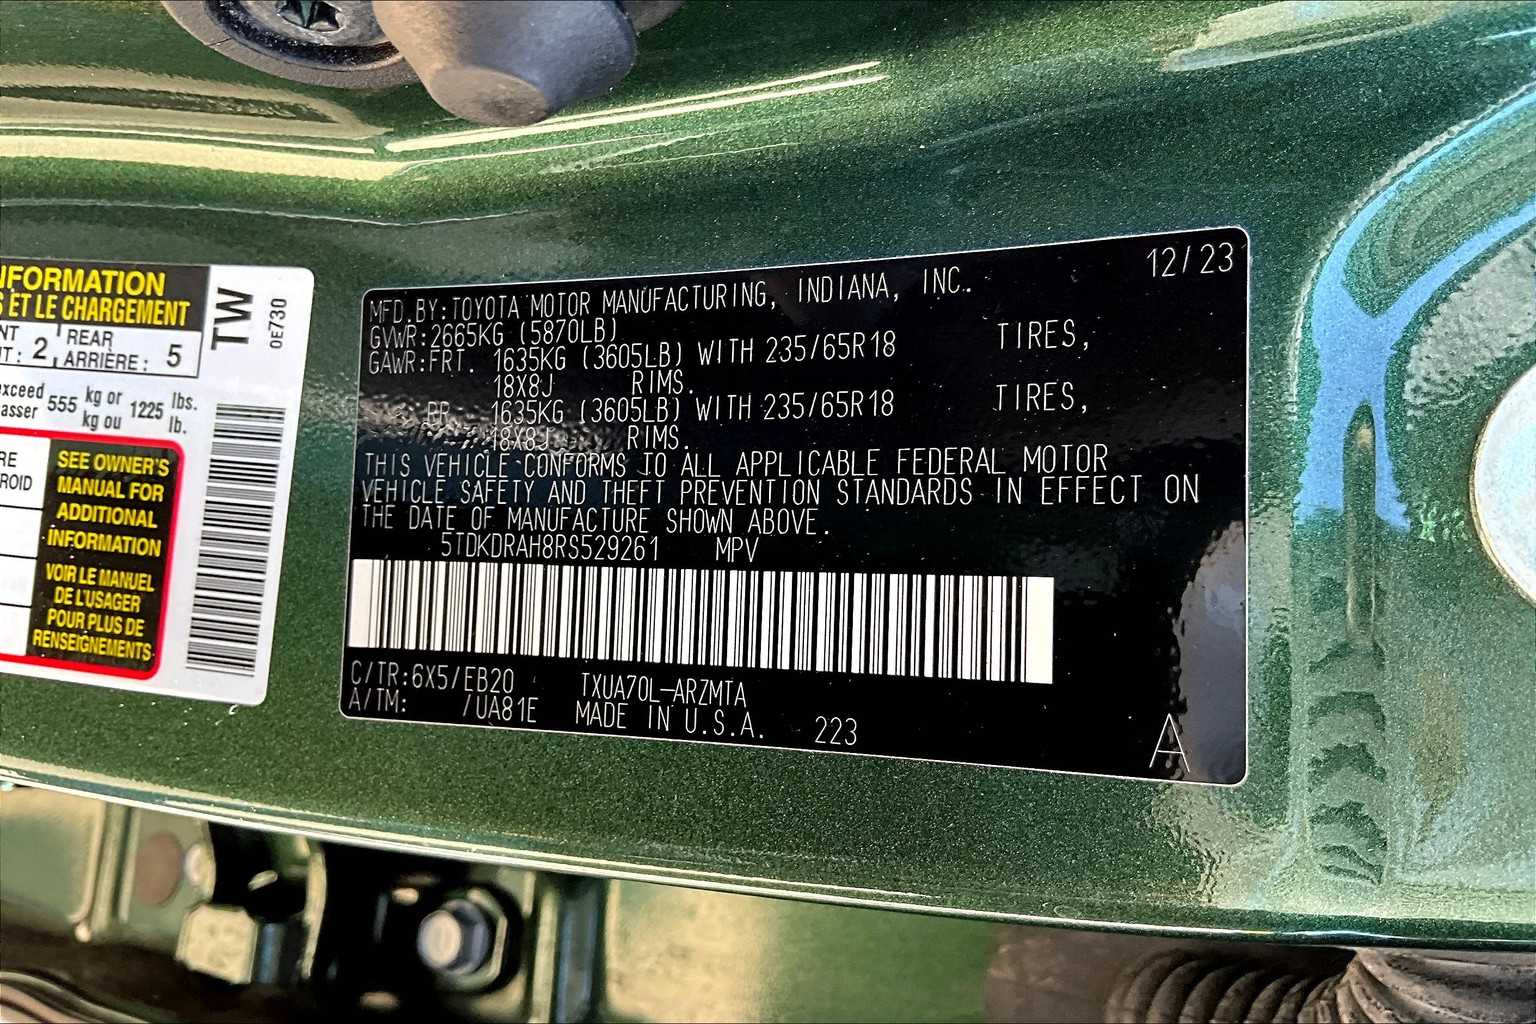 NFORMATION
S ET LE CHARGEMENT
NT : 2 REAR ARRIÈRE : 5
exceed
asser 555 kg or kg ou 1225 lbs. lb.
RE
ROID
SEE OWNER'S
MANUAL FOR
ADDITIONAL
INFORMATION
VOIR LE MANUEL
DE L'USAGER
POUR PLUS DE
RENSEIGNEMENTS
TW
0E730
12/23
MFD.BY:TOYOTA MOTOR MANUFACTURING, INDIANA, INC.
GVWR:2665KG (5870LB)
GAWR:FRT. 1635KG (3605LB) WITH 235/65R18 TIRES,
18X8J RIMS.
RR. 1635KG (3605LB) WITH 235/65R18 TIRES,
18X8J RIMS.
THIS VEHICLE CONFORMS TO ALL APPLICABLE FEDERAL MOTOR
VEHICLE SAFETY AND THEFT PREVENTION STANDARDS IN EFFECT ON
THE DATE OF MANUFACTURE SHOWN ABOVE.
5TDKDRAH8RS529261 MPV
C/TR:6X5/EB20 TXUA70L-ARZMTA
A/TM: /UA81E MADE IN U.S.A. 223
A